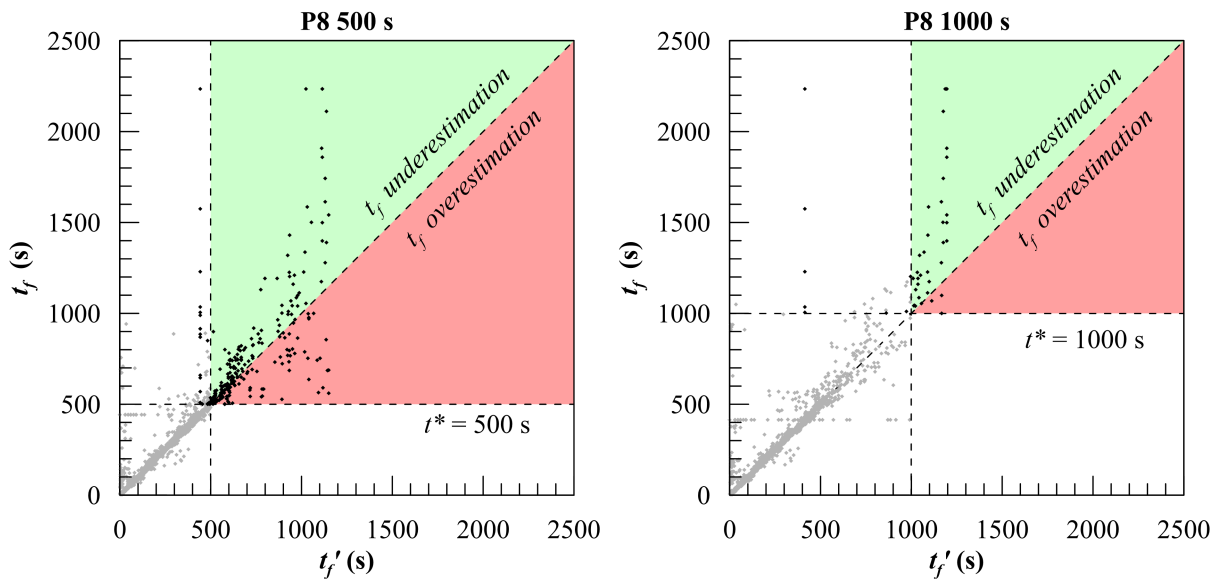 P8 500 s
2500
2000
1500
1000
500
0
t_f (s)
t_f underestimation
t_f overestimation
t* = 500 s
0 500 1000 1500 2000 2500
t_f' (s)
P8 1000 s
2500
2000
1500
1000
500
0
t_f (s)
t_f underestimation
t_f overestimation
t* = 1000 s
0 500 1000 1500 2000 2500
t_f' (s)